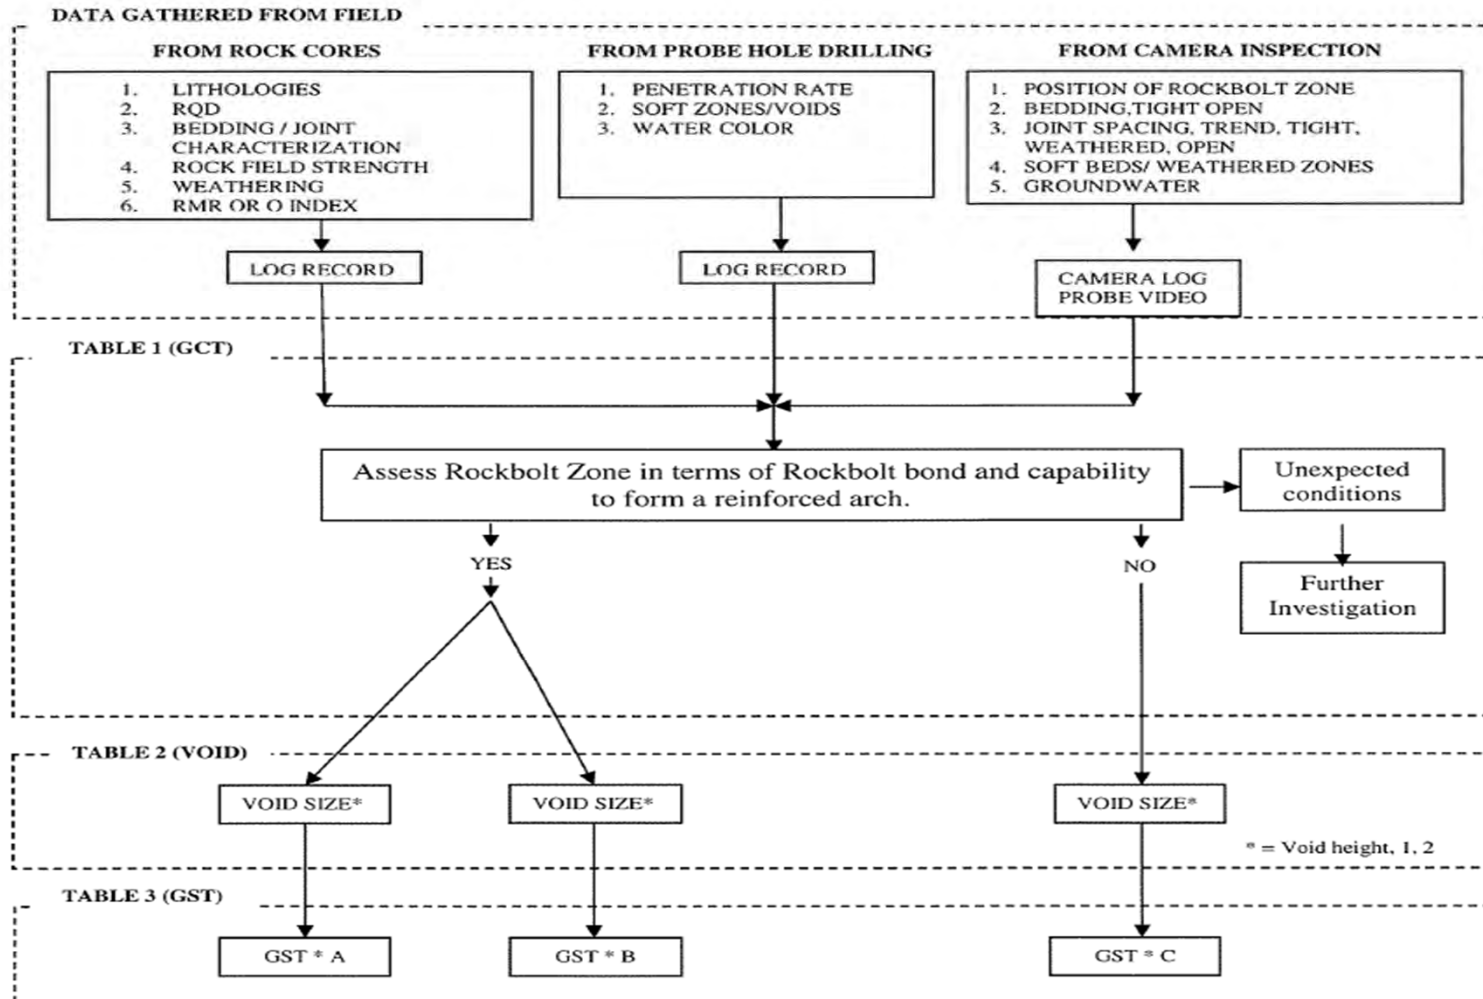 DATA GATHERED FROM FIELD
FROM ROCK CORES
1. LITHOLOGIES
2. RQD
3. BEDDING / JOINT
CHARACTERIZATION
4. ROCK FIELD STRENGTH
5. WEATHERING
6. RMR OR O INDEX
LOG RECORD
FROM PROBE HOLE DRILLING
1. PENETRATION RATE
2. SOFT ZONES/VOIDS
3. WATER COLOR
LOG RECORD
FROM CAMERA INSPECTION
1. POSITION OF ROCKBOLT ZONE
2. BEDDING,TIGHT OPEN
3. JOINT SPACING, TREND, TIGHT,
WEATHERED, OPEN
4. SOFT BEDS/ WEATHERED ZONES
5. GROUNDWATER
CAMERA LOG
PROBE VIDEO
TABLE 1 (GCT)
Assess Rockbolt Zone in terms of Rockbolt bond and capability
to form a reinforced arch.
Unexpected
conditions
Further
Investigation
YES
NO
TABLE 2 (VOID)
VOID SIZE*
VOID SIZE*
VOID SIZE*
* = Void height, 1, 2
TABLE 3 (GST)
GST * A
GST * B
GST * C